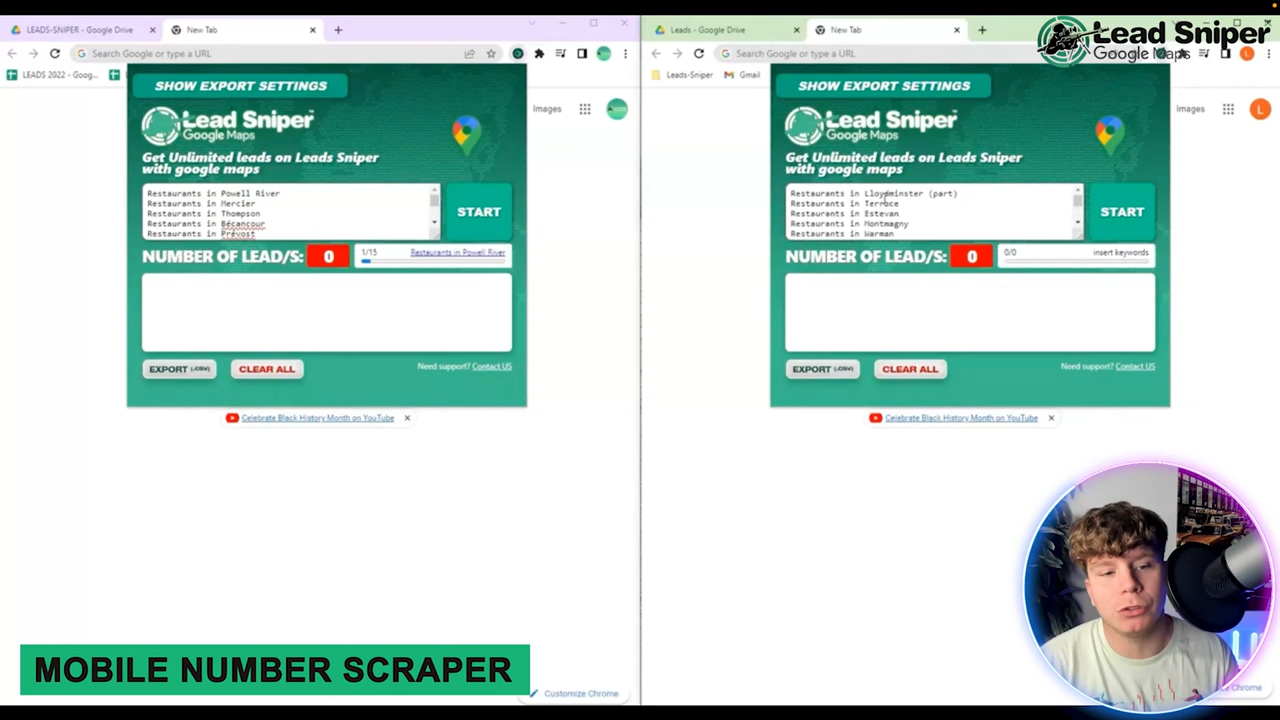 LEADS-SNIPER - Google Drive
New Tab
Search Google or type a URL
LEADS 2022 - Goog...
SHOW EXPORT SETTINGS
Lead Sniper
Google Maps
Get Unlimited leads on Leads Sniper
with google maps
Restaurants in Powell River
Restaurants in Mercier
Restaurants in Thompson
Restaurants in Bécancour
Restaurants in Prévost
START
NUMBER OF LEAD/S: 0
1/15 Restaurants in Powell River
EXPORT (.CSV)
CLEAR ALL
Need support? Contact US
Images
Celebrate Black History Month on YouTube
Customize Chrome
Leads - Google Drive
New Tab
Search Google or type a URL
Leads-Sniper
Gmail
L
Lead Sniper
Google Maps
SHOW EXPORT SETTINGS
Lead Sniper
Google Maps
Get Unlimited leads on Leads Sniper
with google maps
Restaurants in Lloydminster (part)
Restaurants in Terrace
Restaurants in Estevan
Restaurants in Montmagny
Restaurants in Warman
START
NUMBER OF LEAD/S: 0
0/0 insert keywords
EXPORT (.CSV)
CLEAR ALL
Need support? Contact US
Images
L
Celebrate Black History Month on YouTube
MOBILE NUMBER SCRAPER